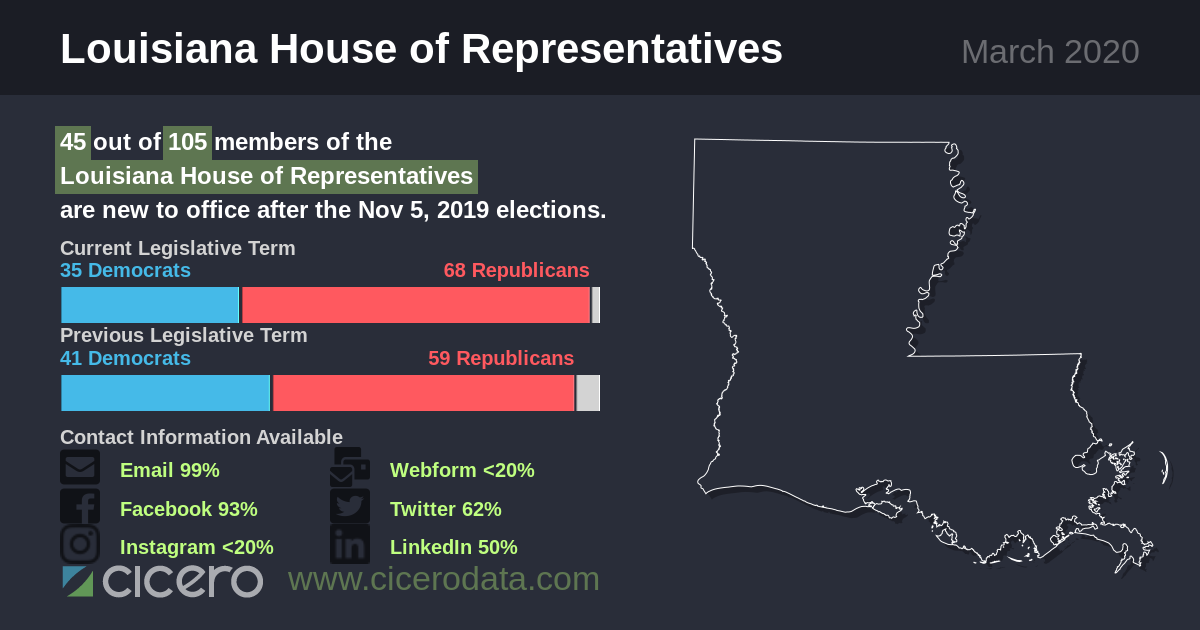 Louisiana House of Representatives
March 2020
45 out of 105 members of the
Louisiana House of Representatives
are new to office after the Nov 5, 2019 elections.
Current Legislative Term
35 Democrats 68 Republicans
Previous Legislative Term
41 Democrats 59 Republicans
Contact Information Available
Email 99% Webform <20%
Facebook 93% Twitter 62%
Instagram <20% LinkedIn 50%
cicero www.cicerodata.com